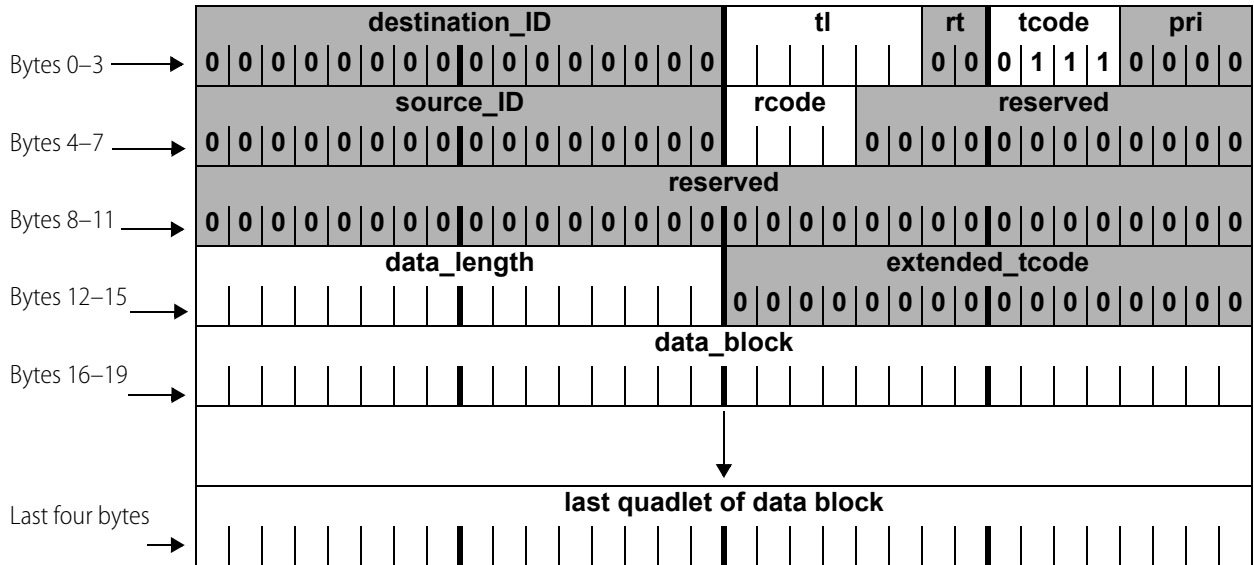 destination_ID tl rt tcode pri
Bytes 0–3 0 0 0 0 0 0 0 0 0 0 0 0 0 0 0 0 0 0 0 1 1 1 0 0 0 0
source_ID rcode reserved
Bytes 4–7 0 0 0 0 0 0 0 0 0 0 0 0 0 0 0 0 0 0 0 0 0 0 0 0 0 0 0 0
reserved
Bytes 8–11 0 0 0 0 0 0 0 0 0 0 0 0 0 0 0 0 0 0 0 0 0 0 0 0 0 0 0 0 0 0 0 0
data_length extended_tcode
Bytes 12–15 0 0 0 0 0 0 0 0 0 0 0 0 0 0 0 0
data_block
Bytes 16–19
last quadlet of data block
Last four bytes